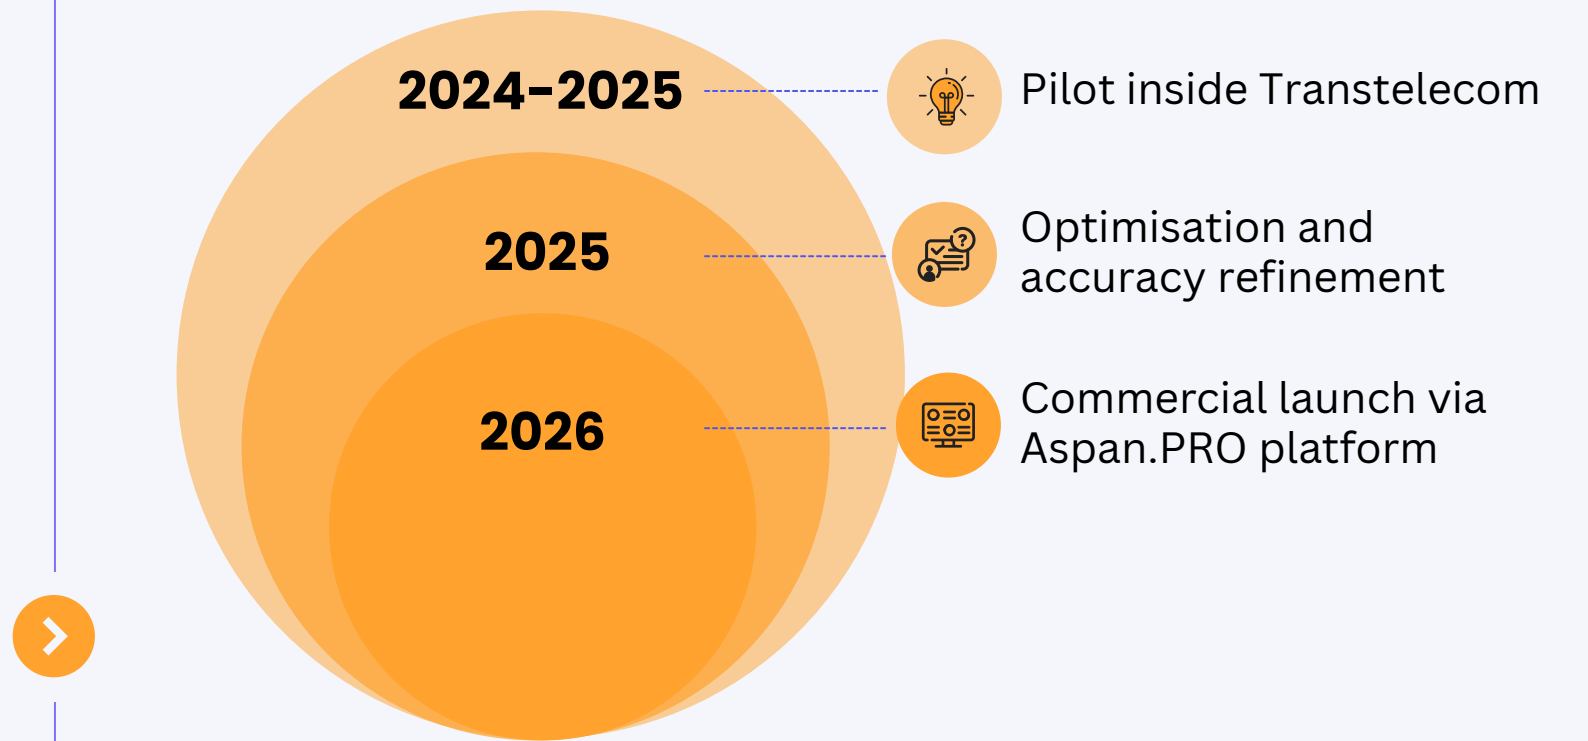 2024-2025
Pilot inside Transtelecom
2025
Optimisation and
accuracy refinement
2026
Commercial launch via
Aspan.PRO platform